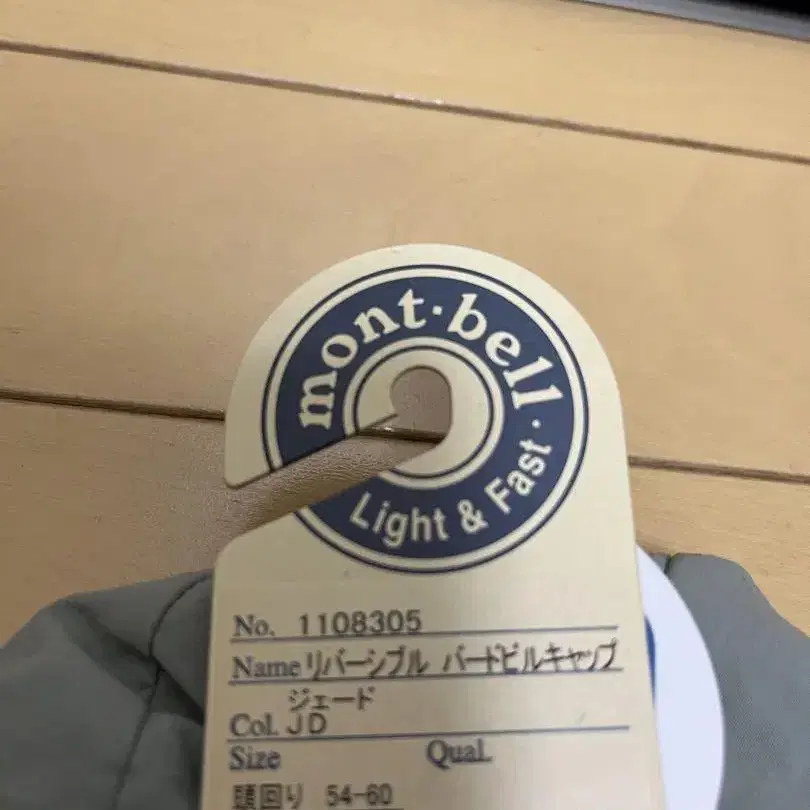 mont·bell·
Light & Fast
No. 1108305
Name リバーシブル バードビルキャップ
ジェード
Col. JD
Size Qual.
頭回り 54-60